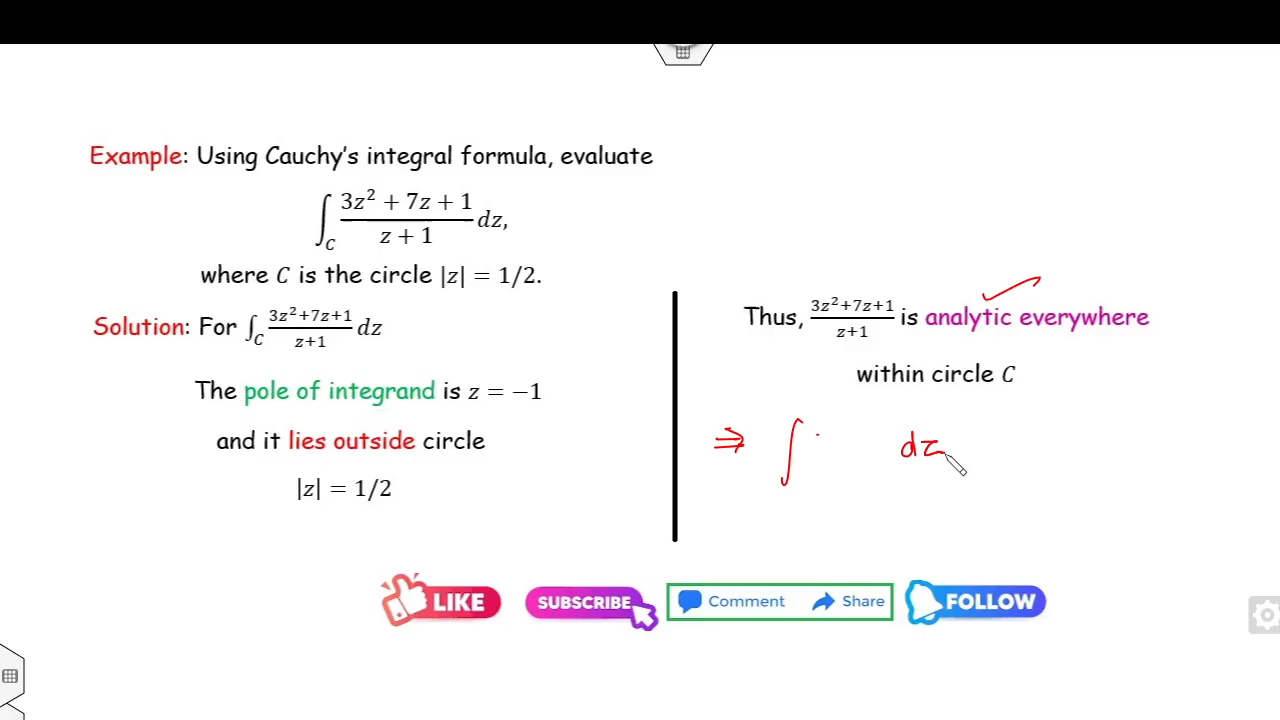 Example: Using Cauchy's integral formula, evaluate
∫_C (3z² + 7z + 1)/(z + 1) dz,
where C is the circle |z| = 1/2.
Solution: For ∫_C (3z²+7z+1)/(z+1) dz
The pole of integrand is z = −1
and it lies outside circle
|z| = 1/2
Thus, (3z²+7z+1)/(z+1) is analytic everywhere
within circle C
⇒ ∫ dz
LIKE
SUBSCRIBE
Comment
Share
FOLLOW